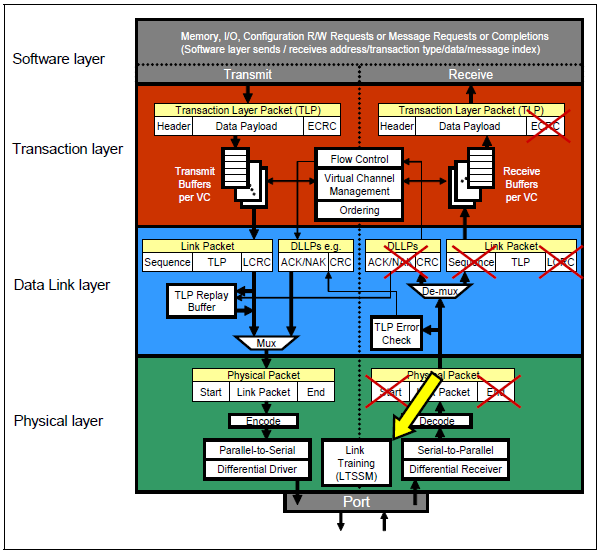 Memory, I/O, Configuration R/W Requests or Message Requests or Completions
(Software layer sends / receives address/transaction type/data/message index)
Software layer
Transmit
Receive
Transaction layer
Transaction Layer Packet (TLP)
Header
Data Payload
ECRC
Transaction Layer Packet (TLP)
Header
Data Payload
ECRC
Transmit
Buffers
per VC
Flow Control
Virtual Channel
Management
Ordering
Receive
Buffers
per VC
Data Link layer
Link Packet
Sequence
TLP
LCRC
DLLPs e.g.
ACK/NAK
CRC
DLLPs
ACK/NAK
CRC
Link Packet
Sequence
TLP
LCRC
De-mux
TLP Replay
Buffer
TLP Error
Check
Mux
Physical layer
Physical Packet
Start
Link Packet
End
Physical Packet
Start
Packet
End
Encode
Decode
Parallel-to-Serial
Differential Driver
Link
Training
(LTSSM)
Serial-to-Parallel
Differential Receiver
Port